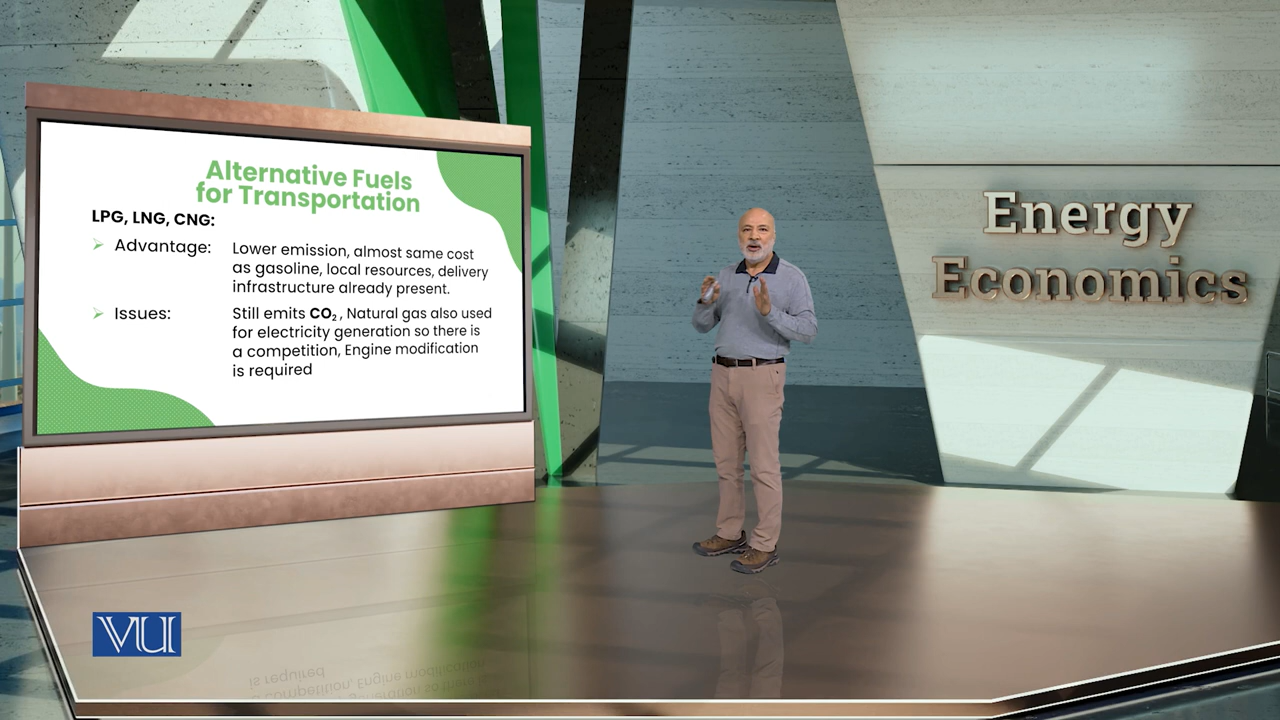 Alternative Fuels
for Transportation
LPG, LNG, CNG:
➢ Advantage: Lower emission, almost same cost
as gasoline, local resources, delivery
infrastructure already present.
➢ Issues: Still emits CO₂ , Natural gas also used
for electricity generation so there is
a competition, Engine modification
is required
Energy
Economics
VU